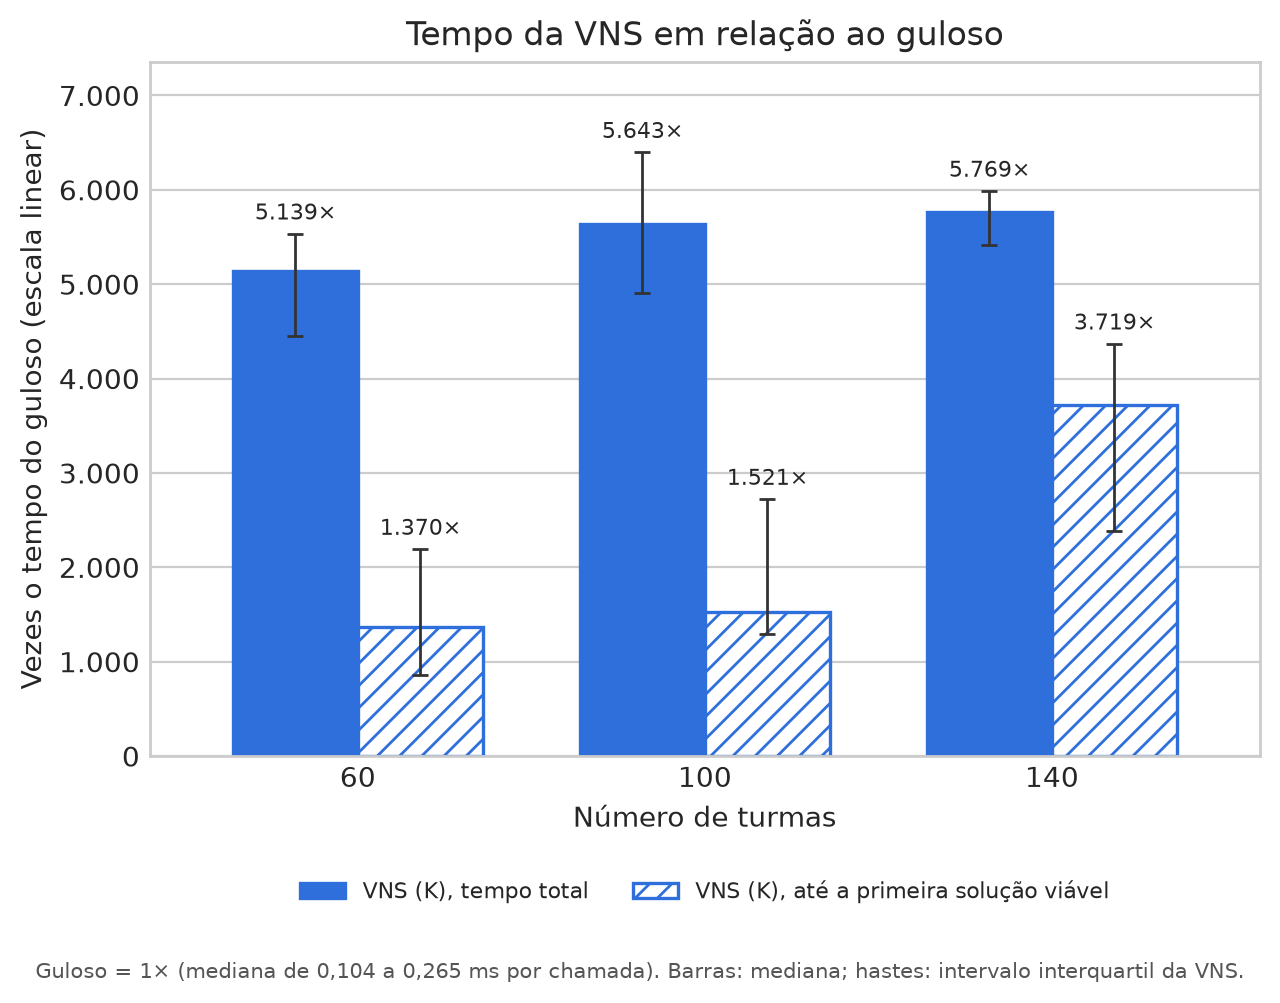 Tempo da VNS em relação ao guloso
Vezes o tempo do guloso (escala linear)
7.000
6.000
5.000
4.000
3.000
2.000
1.000
0
5.139×
1.370×
5.643×
1.521×
5.769×
3.719×
60
100
140
Número de turmas
VNS (K), tempo total
VNS (K), até a primeira solução viável
Guloso = 1× (mediana de 0,104 a 0,265 ms por chamada). Barras: mediana; hastes: intervalo interquartil da VNS.